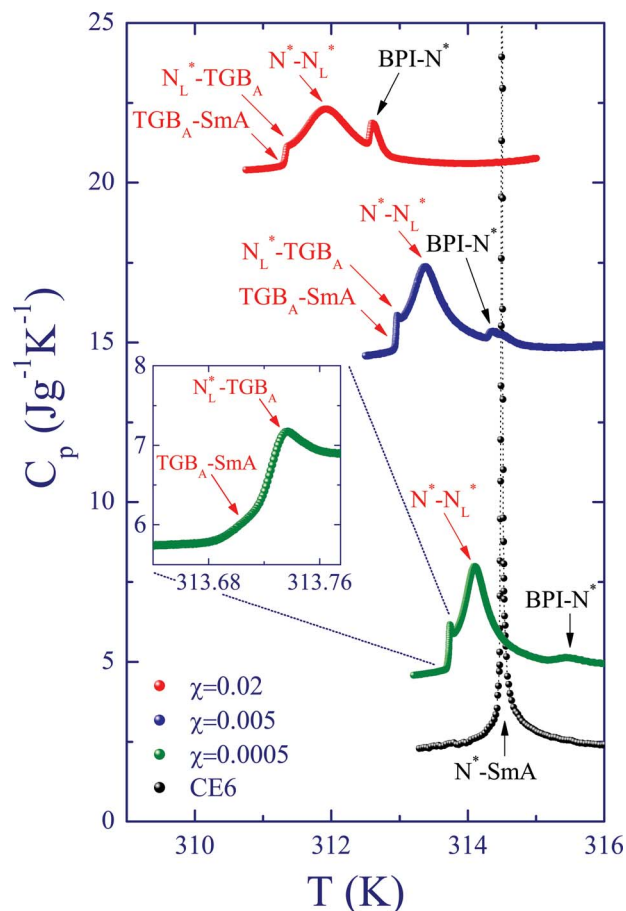 25
20
15
10
5
0
C_p (Jg⁻¹K⁻¹)
N*-N_L*
N_L*-TGB_A
TGB_A-SmA
BPI-N*
N*-N_L*
N_L*-TGB_A
BPI-N*
TGB_A-SmA
8
7
6
N_L*-TGB_A
TGB_A-SmA
313.68 313.76
N*-N_L*
BPI-N*
N*-SmA
χ=0.02
χ=0.005
χ=0.0005
CE6
310 312 314 316
T (K)